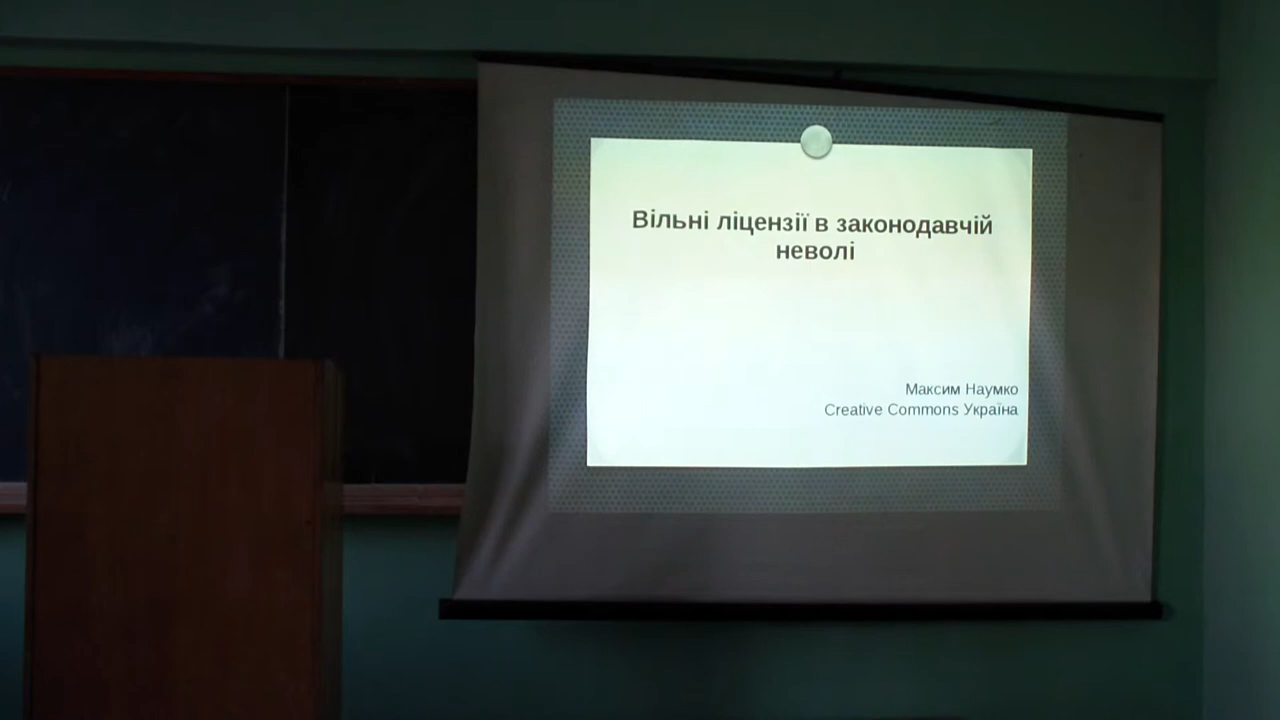 Вільні ліцензії в законодавчій
неволі
Максим Наумко
Creative Commons Україна